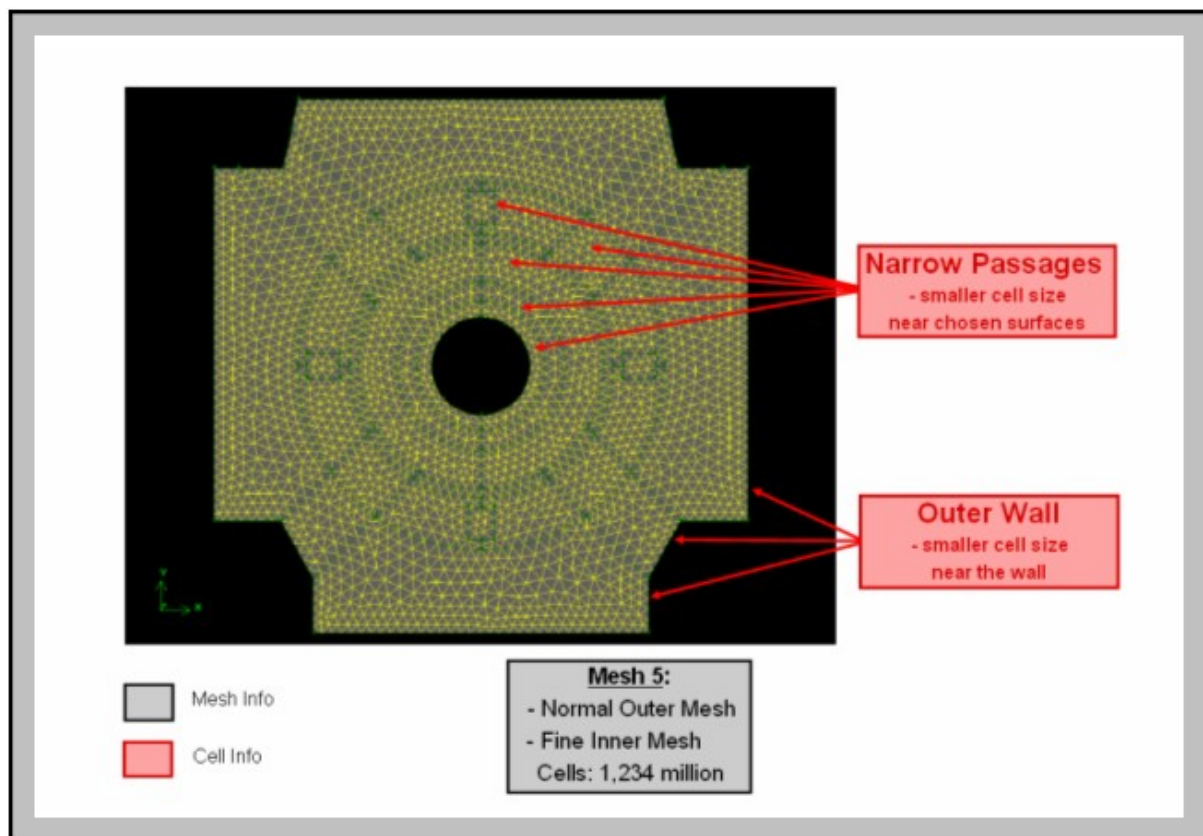 Narrow Passages
- smaller cell size
near chosen surfaces
Outer Wall
- smaller cell size
near the wall
Y
X
Mesh Info
Cell Info
Mesh 5:
- Normal Outer Mesh
- Fine Inner Mesh
Cells: 1,234 million